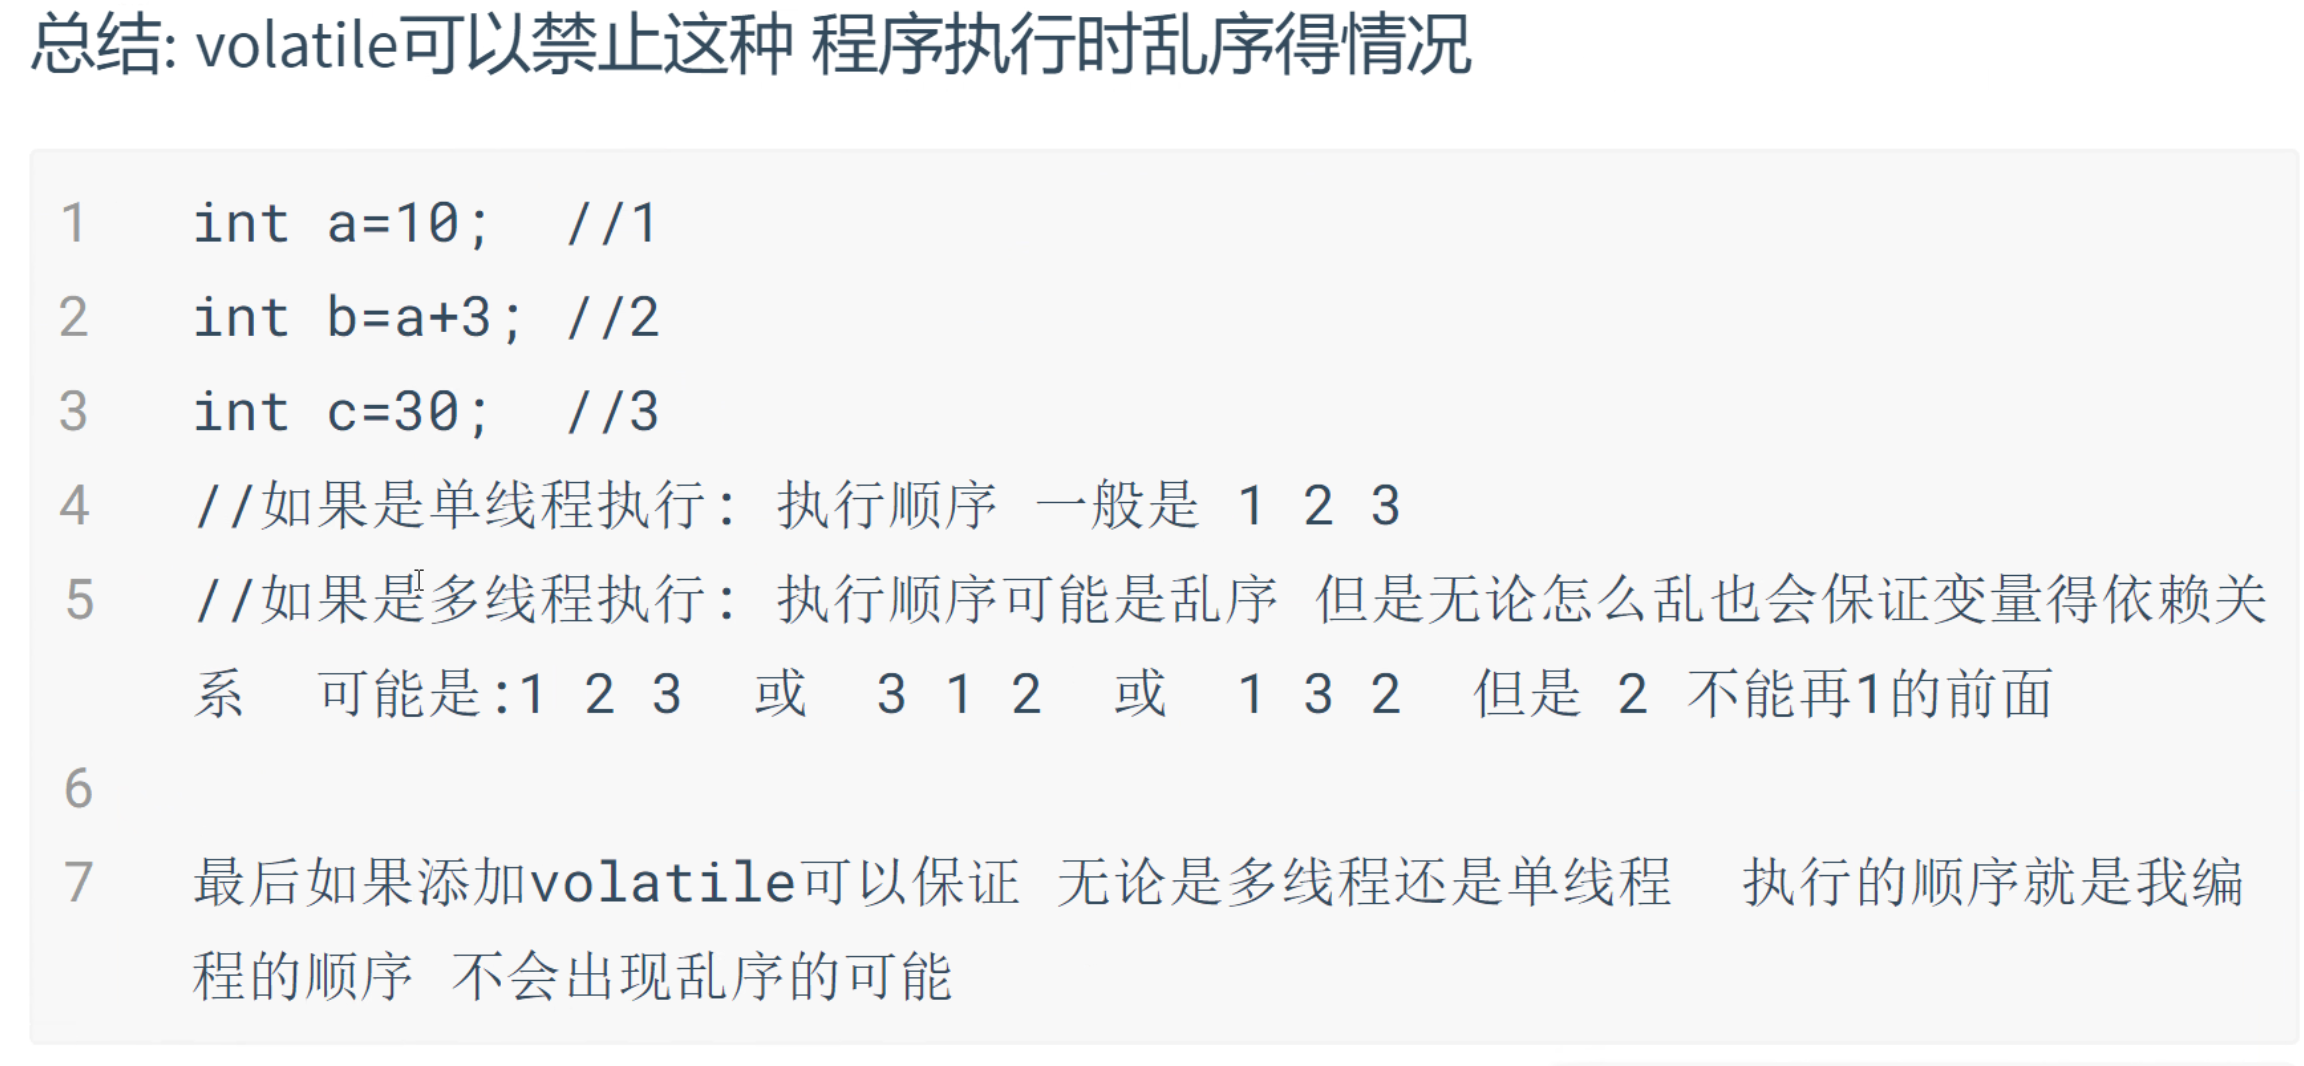 总结: volatile可以禁止这种 程序执行时乱序得情况
1 int a=10; //1
2 int b=a+3; //2
3 int c=30; //3
4 //如果是单线程执行: 执行顺序 一般是 1 2 3
5 //如果是多线程执行: 执行顺序可能是乱序 但是无论怎么乱也会保证变量得依赖关
系 可能是:1 2 3 或 3 1 2 或 1 3 2 但是 2 不能再1的前面
6
7 最后如果添加volatile可以保证 无论是多线程还是单线程 执行的顺序就是我编
程的顺序 不会出现乱序的可能